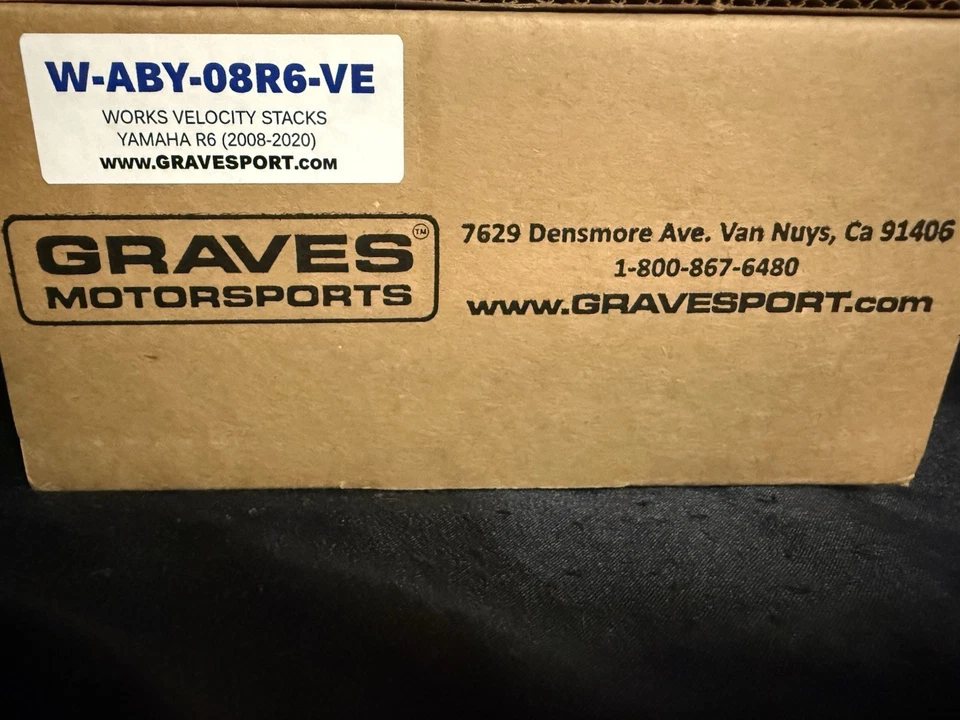 W-ABY-08R6-VE
WORKS VELOCITY STACKS
YAMAHA R6 (2008-2020)
WWW.GRAVESPORT.COM
GRAVES TM
MOTORSPORTS
7629 Densmore Ave. Van Nuys, Ca 91406
1-800-867-6480
www.GRAVESPORT.com